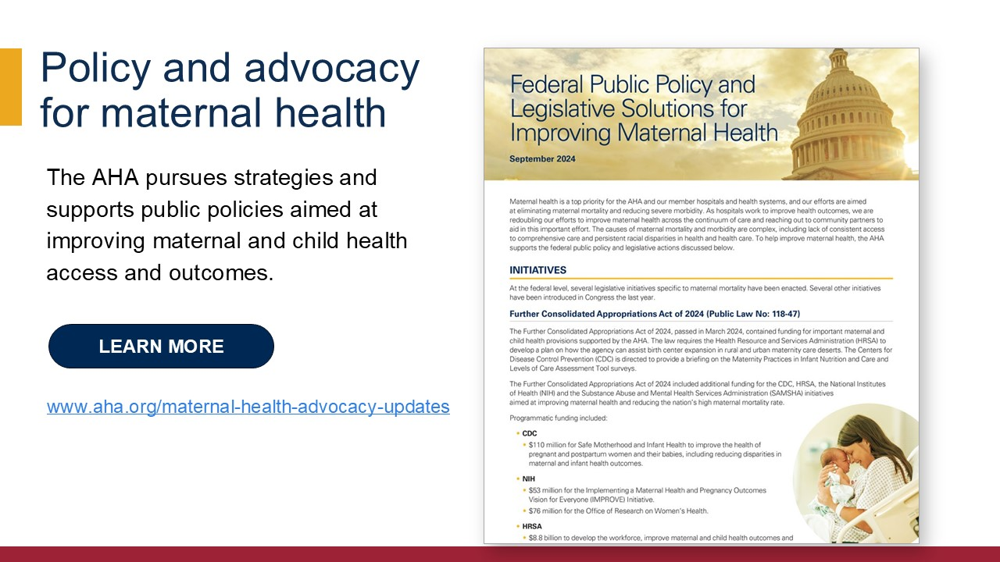 Policy and advocacy
for maternal health
The AHA pursues strategies and
supports public policies aimed at
improving maternal and child health
access and outcomes.
LEARN MORE
www.aha.org/maternal-health-advocacy-updates
Federal Public Policy and
Legislative Solutions for
Improving Maternal Health
September 2024
Maternal health is a top priority for the AHA and our member hospitals and health systems, and our efforts are aimed
at eliminating maternal mortality and reducing severe morbidity. As hospitals work to improve health outcomes, we are
redoubling our efforts to improve maternal health across the continuum of care and reaching out to community partners to
aid in this important effort. The causes of maternal mortality and morbidity are complex, including lack of consistent access
to comprehensive care and persistent racial disparities in health and health care. To help improve maternal health, the AHA
supports the federal public policy and legislative actions discussed below.
INITIATIVES
At the federal level, several legislative initiatives specific to maternal mortality have been enacted. Several other initiatives
have been introduced in Congress the last year.
Further Consolidated Appropriations Act of 2024 (Public Law No: 118-47)
The Further Consolidated Appropriations Act of 2024, passed in March 2024, contained funding for important maternal and
child health provisions supported by the AHA. The law requires the Health Resource and Services Administration (HRSA) to
develop a plan on how the agency can assist birth center expansion in rural and urban maternity care deserts. The Centers for
Disease Control Prevention (CDC) is directed to provide a briefing on the Maternity Practices in Infant Nutrition and Care and
Levels of Care Assessment Tool surveys.
The Further Consolidated Appropriations Act of 2024 included additional funding for the CDC, HRSA, the National Institutes
of Health (NIH) and the Substance Abuse and Mental Health Services Administration (SAMSHA) initiatives
aimed at improving maternal health and reducing the nation's high maternal mortality rate.
Programmatic funding included:
• CDC
• $110 million for Safe Motherhood and Infant Health to improve the health of
pregnant and postpartum women and their babies, including reducing disparities in
maternal and infant health outcomes.
• NIH
• $53 million for the Implementing a Maternal Health and Pregnancy Outcomes
Vision for Everyone (IMPROVE) Initiative.
• $76 million for the Office of Research on Women's Health.
• HRSA
• $8.8 billion to develop the workforce, improve maternal and child health outcomes and